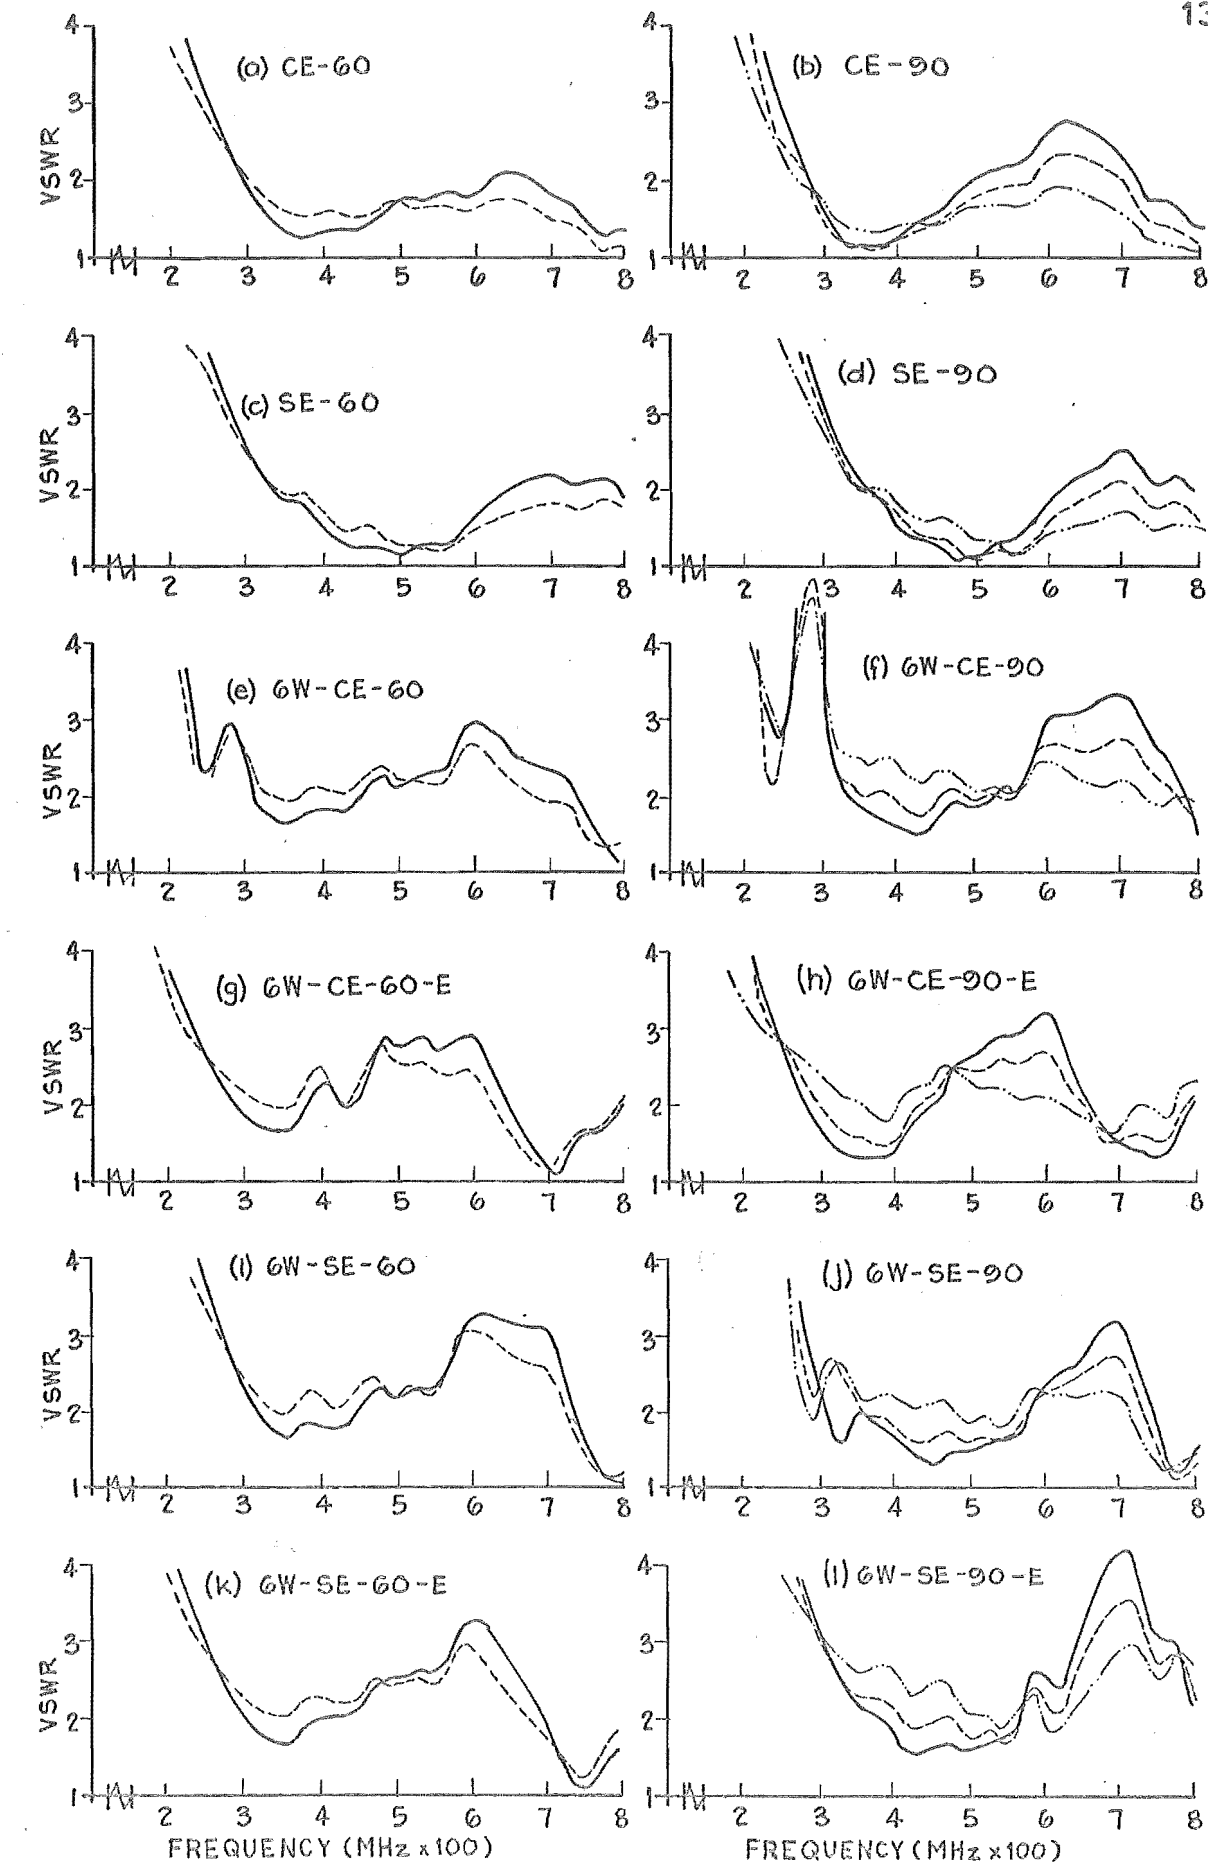 13
4 (a) CE-60
3
VSWR
2
1
2 3 4 5 6 7 8
4 (b) CE-90
3
2
1
2 3 4 5 6 7 8
4
3 (c) SE-60
VSWR
2
1
2 3 4 5 6 7 8
4 (d) SE-90
3
2
1
2 3 4 5 6 7 8
4 (e) 6W-CE-60
3
VSWR
2
1
2 3 4 5 6 7 8
4 (f) 6W-CE-90
3
2
1
2 3 4 5 6 7 8
4 (g) 6W-CE-60-E
3
VSWR
2
1
2 3 4 5 6 7 8
4 (h) 6W-CE-90-E
3
2
1
2 3 4 5 6 7 8
4 (i) 6W-SE-60
3
VSWR
2
1
2 3 4 5 6 7 8
4 (j) 6W-SE-90
3
2
1
2 3 4 5 6 7 8
4 (k) 6W-SE-60-E
3
VSWR
2
1
2 3 4 5 6 7 8
FREQUENCY (MHz x100)
4 (l) 6W-SE-90-E
3
2
1
2 3 4 5 6 7 8
FREQUENCY (MHz x100)